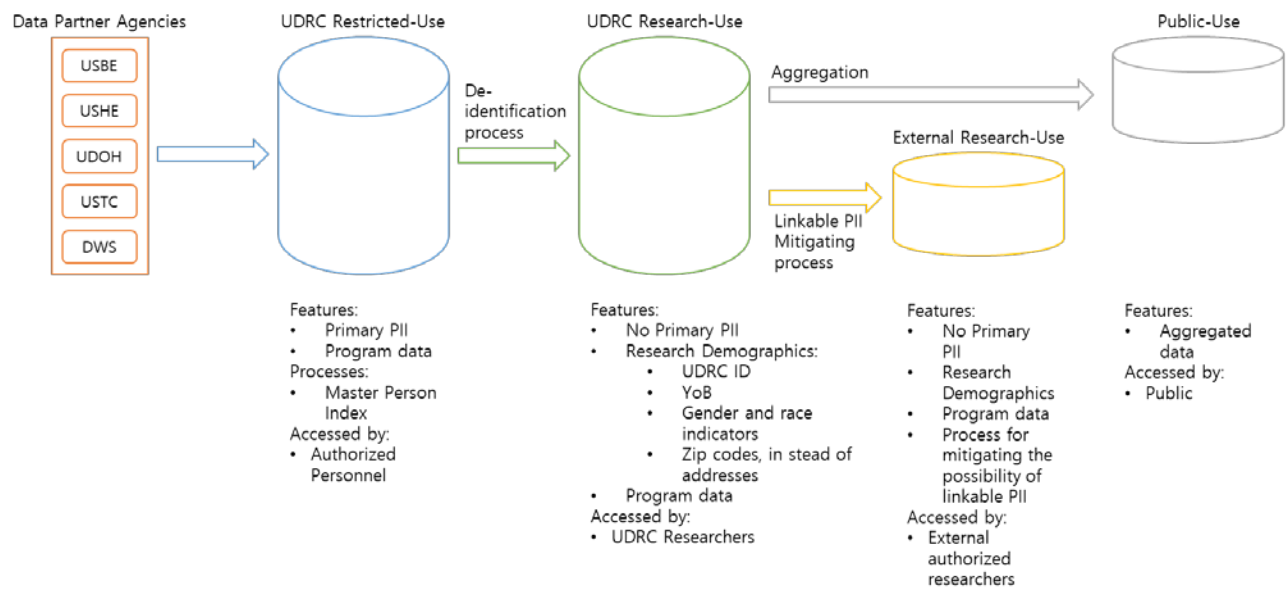 Data Partner Agencies
USBE
USHE
UDOH
USTC
DWS
UDRC Restricted-Use
De-
identification
process
UDRC Research-Use
Aggregation
Linkable PII
Mitigating
process
External Research-Use
Public-Use
Features:
• Primary PII
• Program data
Processes:
• Master Person
Index
Accessed by:
• Authorized
Personnel
Features:
• No Primary PII
• Research Demographics:
• UDRC ID
• YoB
• Gender and race
indicators
• Zip codes, in stead of
addresses
• Program data
Accessed by:
• UDRC Researchers
Features:
• No Primary
PII
• Research
Demographics
• Program data
• Process for
mitigating the
possibility of
linkable PII
Accessed by:
• External
authorized
researchers
Features:
• Aggregated
data
Accessed by:
• Public